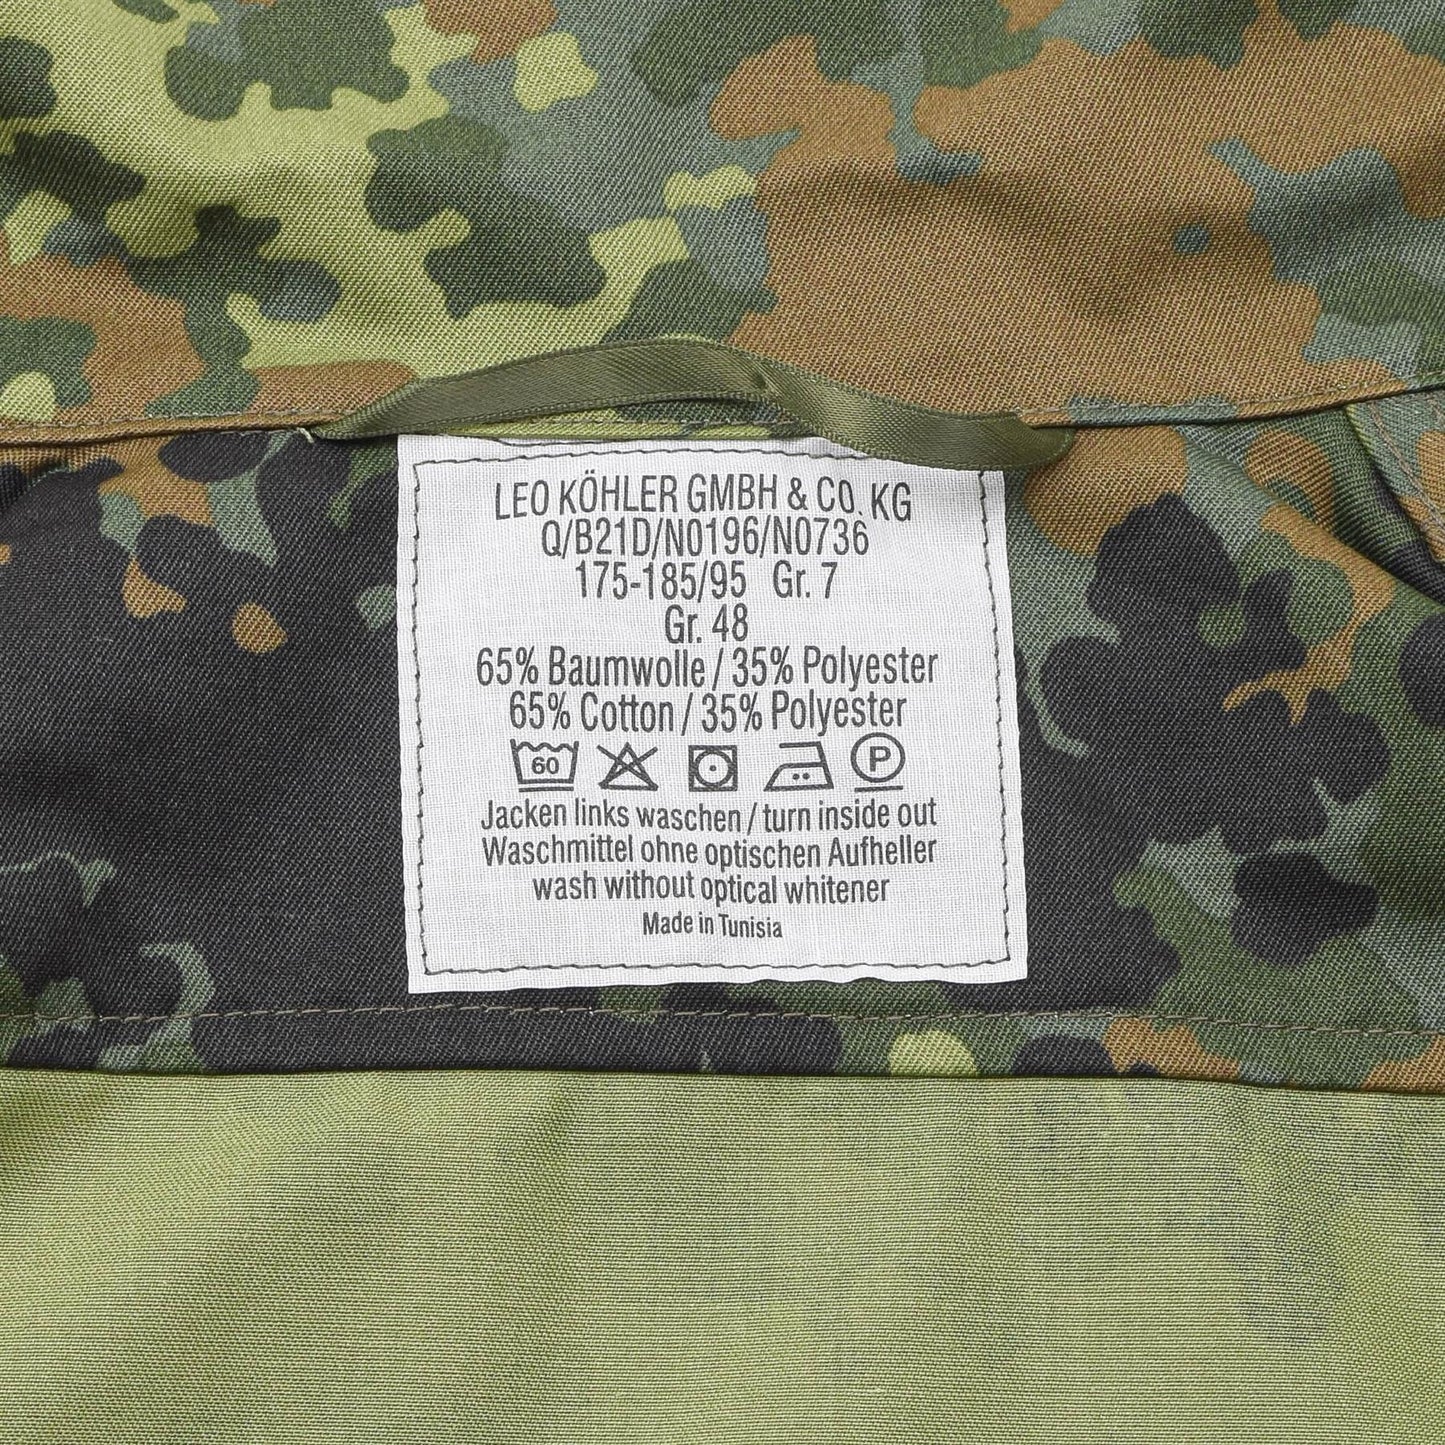 LEO KÖHLER GMBH & CO. KG
Q/B21D/N0196/N0736
175-185/95 Gr. 7
Gr. 48
65% Baumwolle / 35% Polyester
65% Cotton / 35% Polyester
60 P
Jacken links waschen / turn inside out
Waschmittel ohne optischen Aufheller
wash without optical whitener
Made in Tunisia